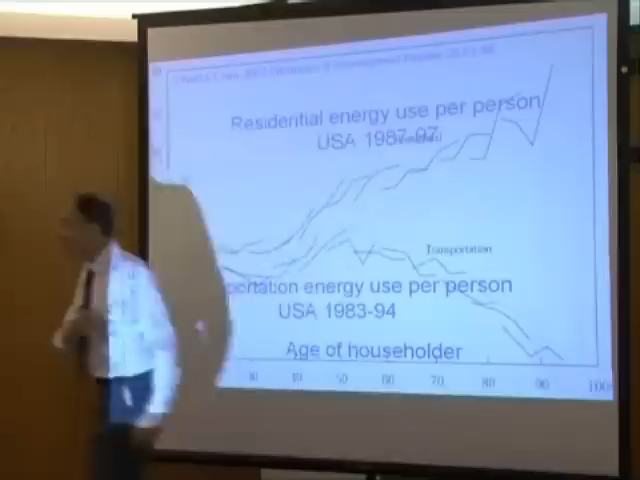 Residential energy use per person
USA 1987-97
Transportation
portation energy use per person
USA 1983-94
Age of householder
40 50 60 70 80 90 100